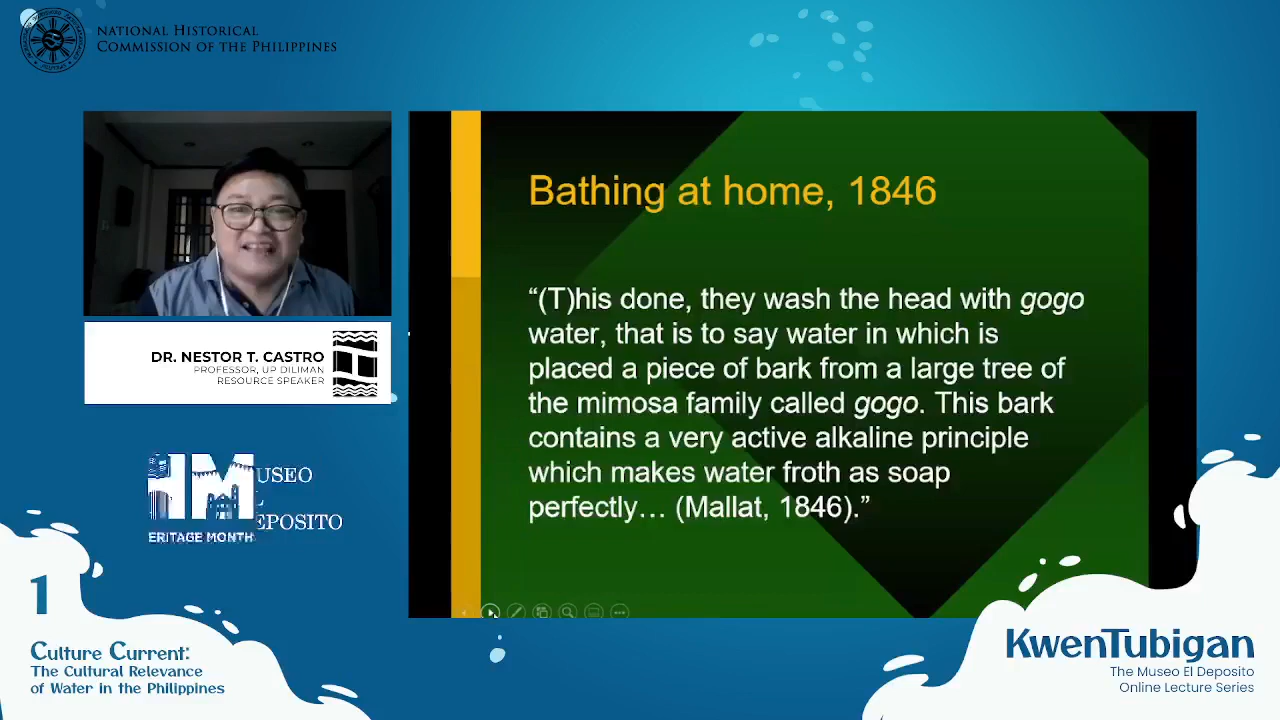 NATIONAL HISTORICAL
COMMISSION OF THE PHILIPPINES
DR. NESTOR T. CASTRO
PROFESSOR, UP DILIMAN
RESOURCE SPEAKER
Bathing at home, 1846
“(T)his done, they wash the head with gogo
water, that is to say water in which is
placed a piece of bark from a large tree of
the mimosa family called gogo. This bark
contains a very active alkaline principle
which makes water froth as soap
perfectly… (Mallat, 1846).”
HM USEO
EL
EPOSITO
ERITAGE MONTH
1
Culture Current:
The Cultural Relevance
of Water in the Philippines
KwenTubigan
The Museo El Deposito
Online Lecture Series